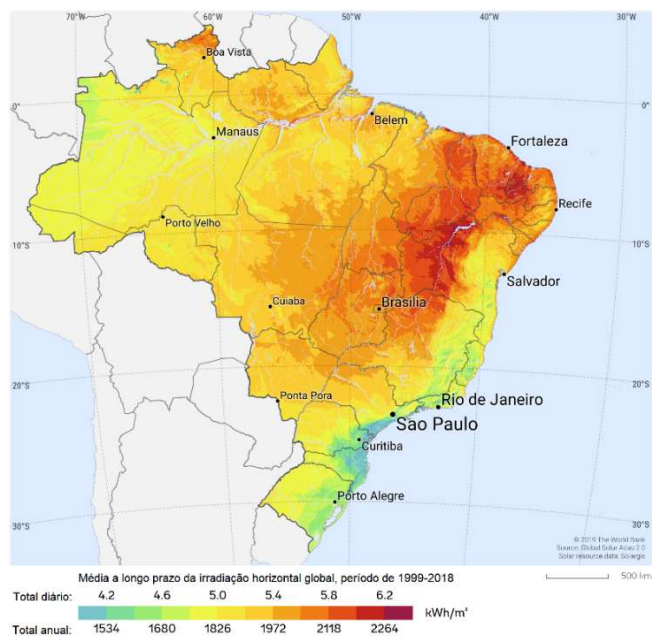 70°W 60°W 50°W 40°W 30°W
Boa Vista
0° 0°
Belem
Manaus
Fortaleza
Recife
Porto Velho
10°S 10°S
Salvador
Cuiaba
Brasilia
20°S 20°S
Ponta Pora
Rio de Janeiro
Sao Paulo
Curitiba
Porto Alegre
30°S 30°S
© 2019 The World Bank
Source: Global Solar Atlas 2.0
Solar resource data: Solargis
Média a longo prazo da irradiação horizontal global, período de 1999-2018
500 km
Total diário: 4.2 4.6 5.0 5.4 5.8 6.2
kWh/m²
Total anual: 1534 1680 1826 1972 2118 2264